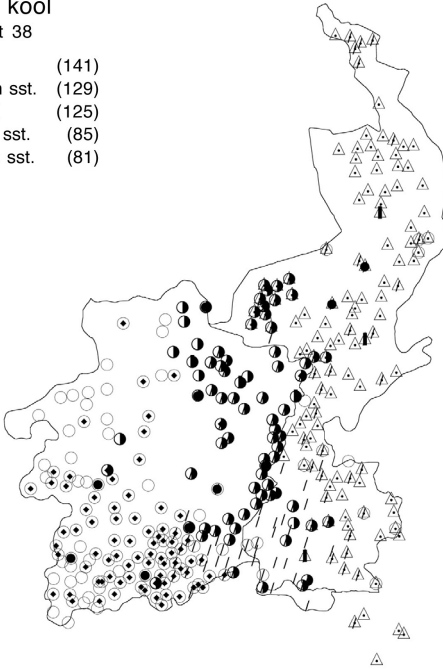 kool
t 38
(141)
n sst. (129)
(125)
sst. (85)
sst. (81)